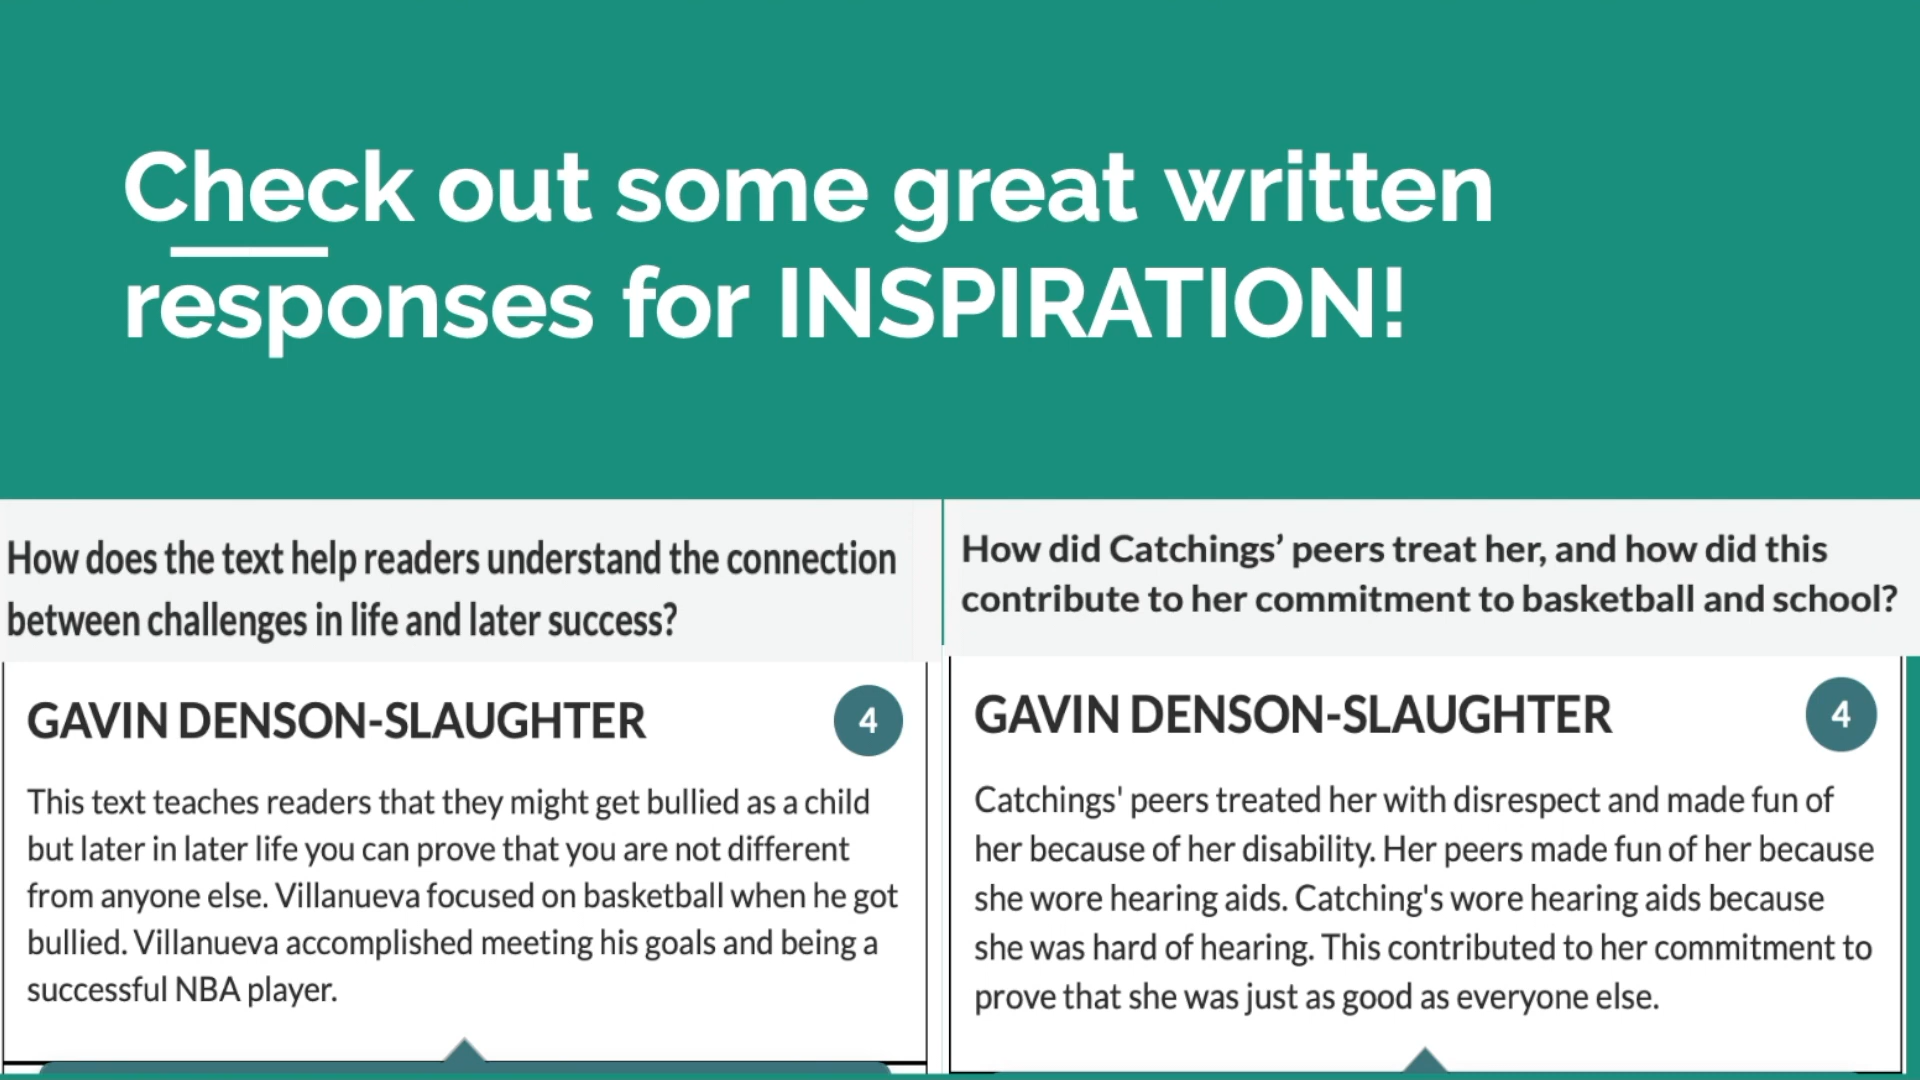 Check out some great written
responses for INSPIRATION!
How does the text help readers understand the connection
between challenges in life and later success?
GAVIN DENSON-SLAUGHTER
4
This text teaches readers that they might get bullied as a child
but later in later life you can prove that you are not different
from anyone else. Villanueva focused on basketball when he got
bullied. Villanueva accomplished meeting his goals and being a
successful NBA player.
How did Catchings’ peers treat her, and how did this
contribute to her commitment to basketball and school?
GAVIN DENSON-SLAUGHTER
4
Catchings' peers treated her with disrespect and made fun of
her because of her disability. Her peers made fun of her because
she wore hearing aids. Catching's wore hearing aids because
she was hard of hearing. This contributed to her commitment to
prove that she was just as good as everyone else.